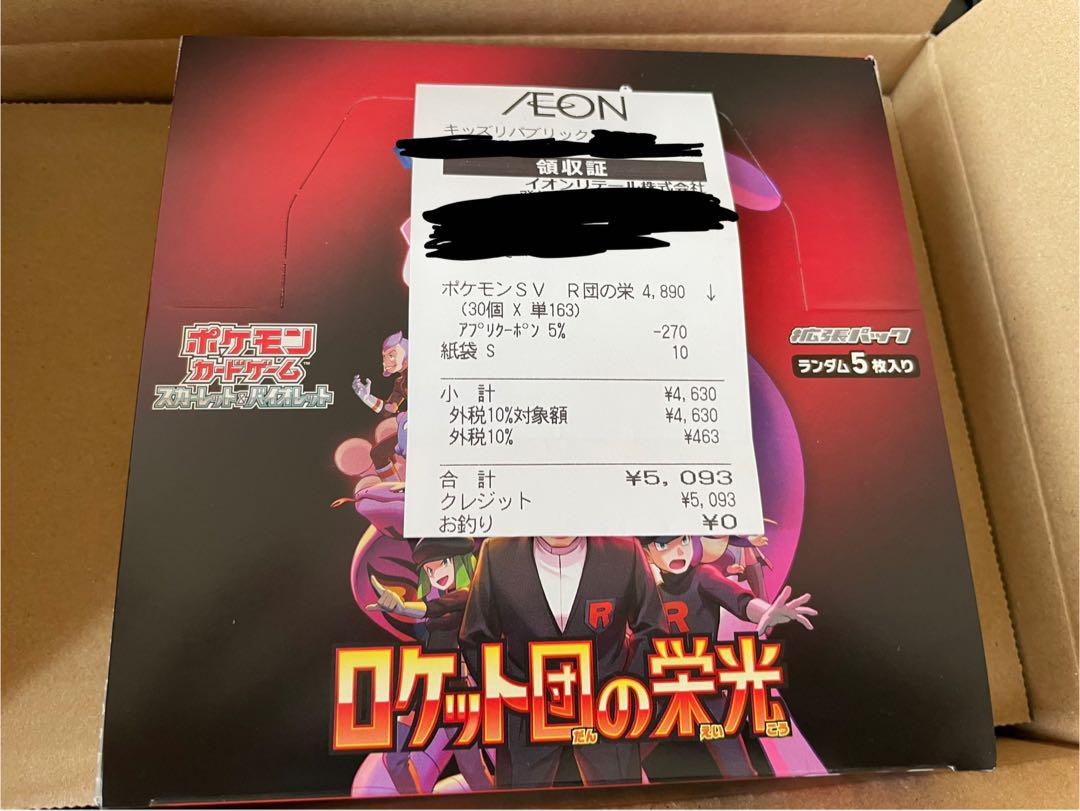 ÆON
キッズリパブリック
領収証
イオンリテール株式会社
ポケモンSV R団の栄 4,890 ↓
(30個 X 単163)
アプリクーポン 5% -270
紙袋 S 10
小 計 ¥4,630
外税10%対象額 ¥4,630
外税10% ¥463
合 計 ¥5,093
クレジット ¥5,093
お釣り ¥0
ポケモン
カードゲーム
スカーレット&バイオレット
拡張パック
ランダム5枚入り
R
R
ロケット団の栄光
だん えい こう